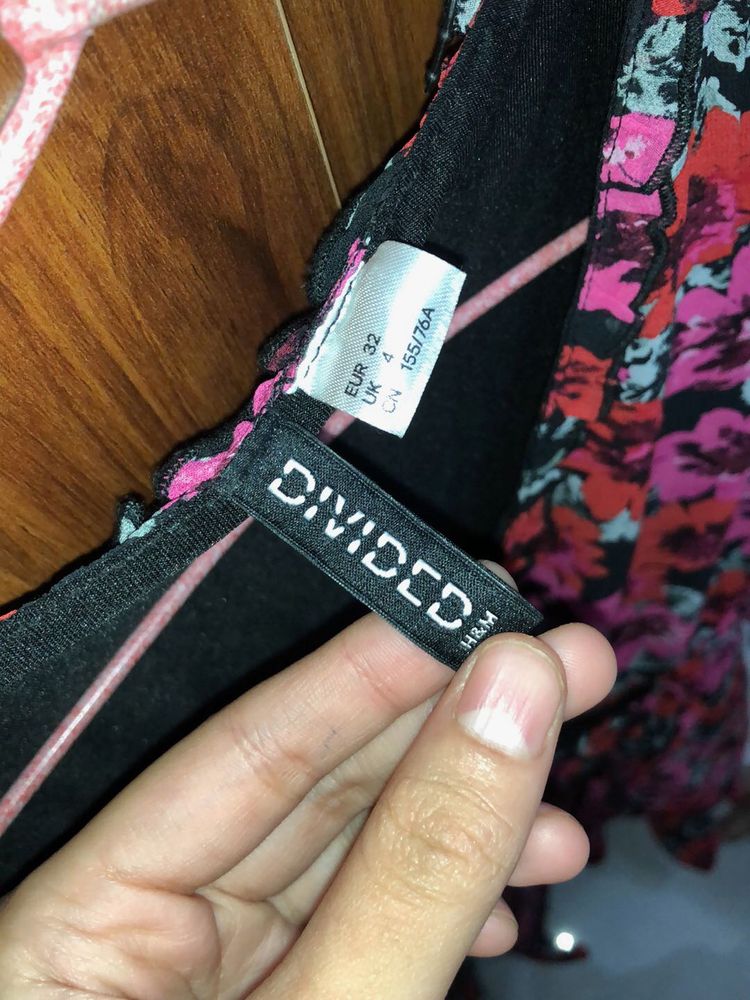 EUR 32
UK 4
CN 155/76A
DIVIDED
H&M